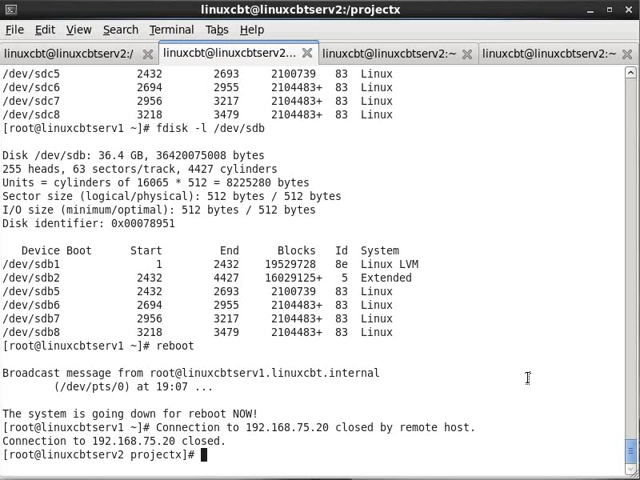 linuxcbt@linuxcbtserv2:/projectx
File Edit View Search Terminal Tabs Help
linuxcbt@linuxcbtserv2:/ linuxcbt@linuxcbtserv2... linuxcbt@linuxcbtserv2:~ linuxcbt@linuxcbtserv2:~
/dev/sdc5 2432 2693 2100739 83 Linux
/dev/sdc6 2694 2955 2104483+ 83 Linux
/dev/sdc7 2956 3217 2104483+ 83 Linux
/dev/sdc8 3218 3479 2104483+ 83 Linux
[root@linuxcbtserv1 ~]# fdisk -l /dev/sdb
Disk /dev/sdb: 36.4 GB, 36420075008 bytes
255 heads, 63 sectors/track, 4427 cylinders
Units = cylinders of 16065 * 512 = 8225280 bytes
Sector size (logical/physical): 512 bytes / 512 bytes
I/O size (minimum/optimal): 512 bytes / 512 bytes
Disk identifier: 0x00078951
Device Boot Start End Blocks Id System
/dev/sdb1 1 2432 19529728 8e Linux LVM
/dev/sdb2 2432 4427 16029125+ 5 Extended
/dev/sdb5 2432 2693 2100739 83 Linux
/dev/sdb6 2694 2955 2104483+ 83 Linux
/dev/sdb7 2956 3217 2104483+ 83 Linux
/dev/sdb8 3218 3479 2104483+ 83 Linux
[root@linuxcbtserv1 ~]# reboot
Broadcast message from root@linuxcbtserv1.linuxcbt.internal
(/dev/pts/0) at 19:07 ...
The system is going down for reboot NOW!
[root@linuxcbtserv1 ~]# Connection to 192.168.75.20 closed by remote host.
Connection to 192.168.75.20 closed.
[root@linuxcbtserv2 projectx]#